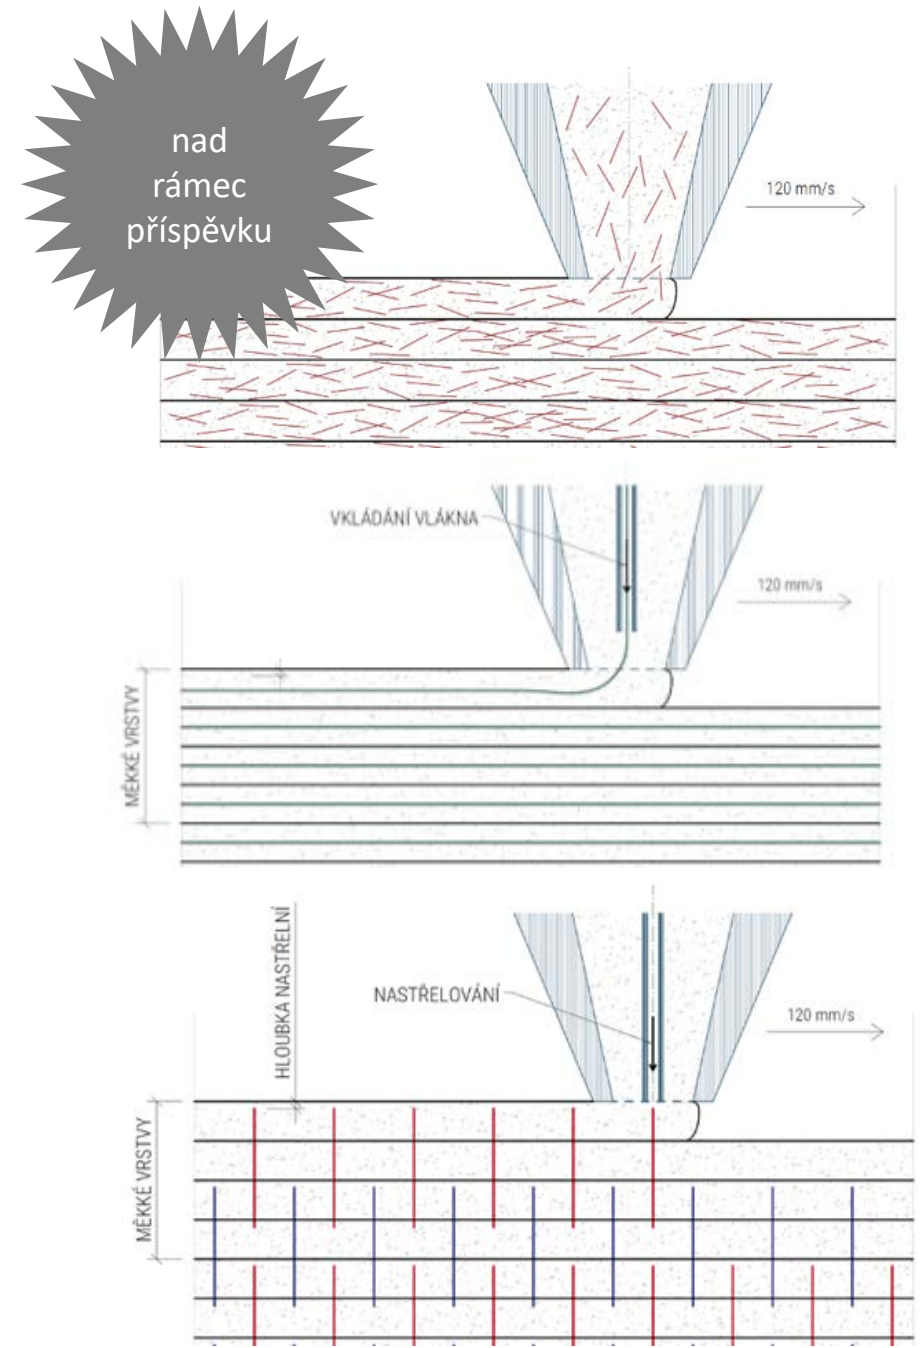 nad
rámec
příspěvku
120 mm/s
VKLÁDÁNÍ VLÁKNA
120 mm/s
MĚKKÉ VRSTVY
HLOUBKA NASTŘELNÍ
NASTŘELOVÁNÍ
120 mm/s
MĚKKÉ VRSTVY